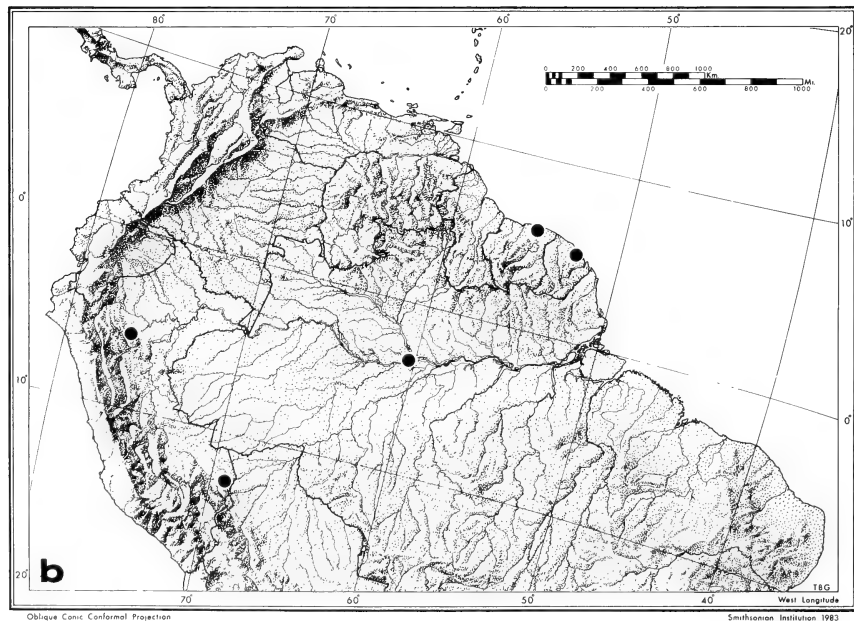 80° 70° 60° 50° 20°
0 200 400 600 800 1000 Km.
0 200 400 600 800 1000 Mi.
0°
10°
10°
0°
20°
b
TBG
West Longitude
70° 60° 50° 40°
Oblique Conic Conformal Projection
Smithsonian Institution 1983